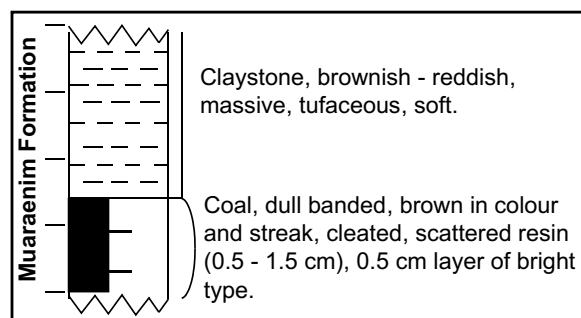 Muaraenim Formation
Claystone, brownish - reddish,
massive, tufaceous, soft.
Coal, dull banded, brown in colour
and streak, cleated, scattered resin
(0.5 - 1.5 cm), 0.5 cm layer of bright
type.